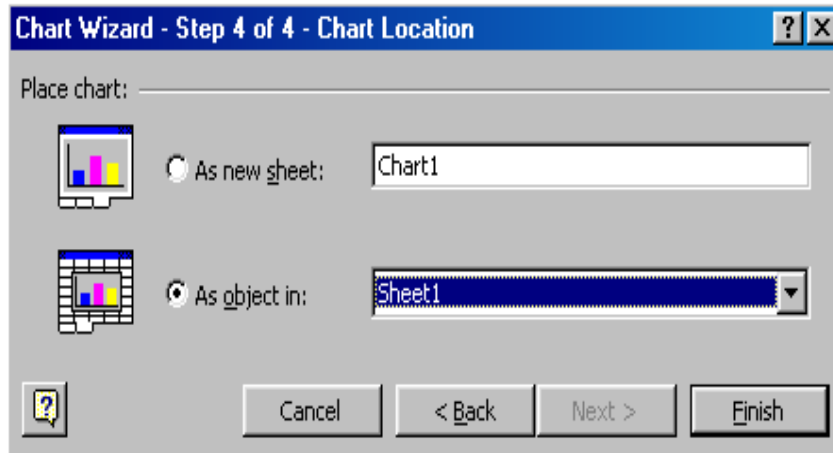 Chart Wizard - Step 4 of 4 - Chart Location ? X
Place chart:
As new sheet: Chart1
As object in: Sheet1
? Cancel < Back Next > Finish